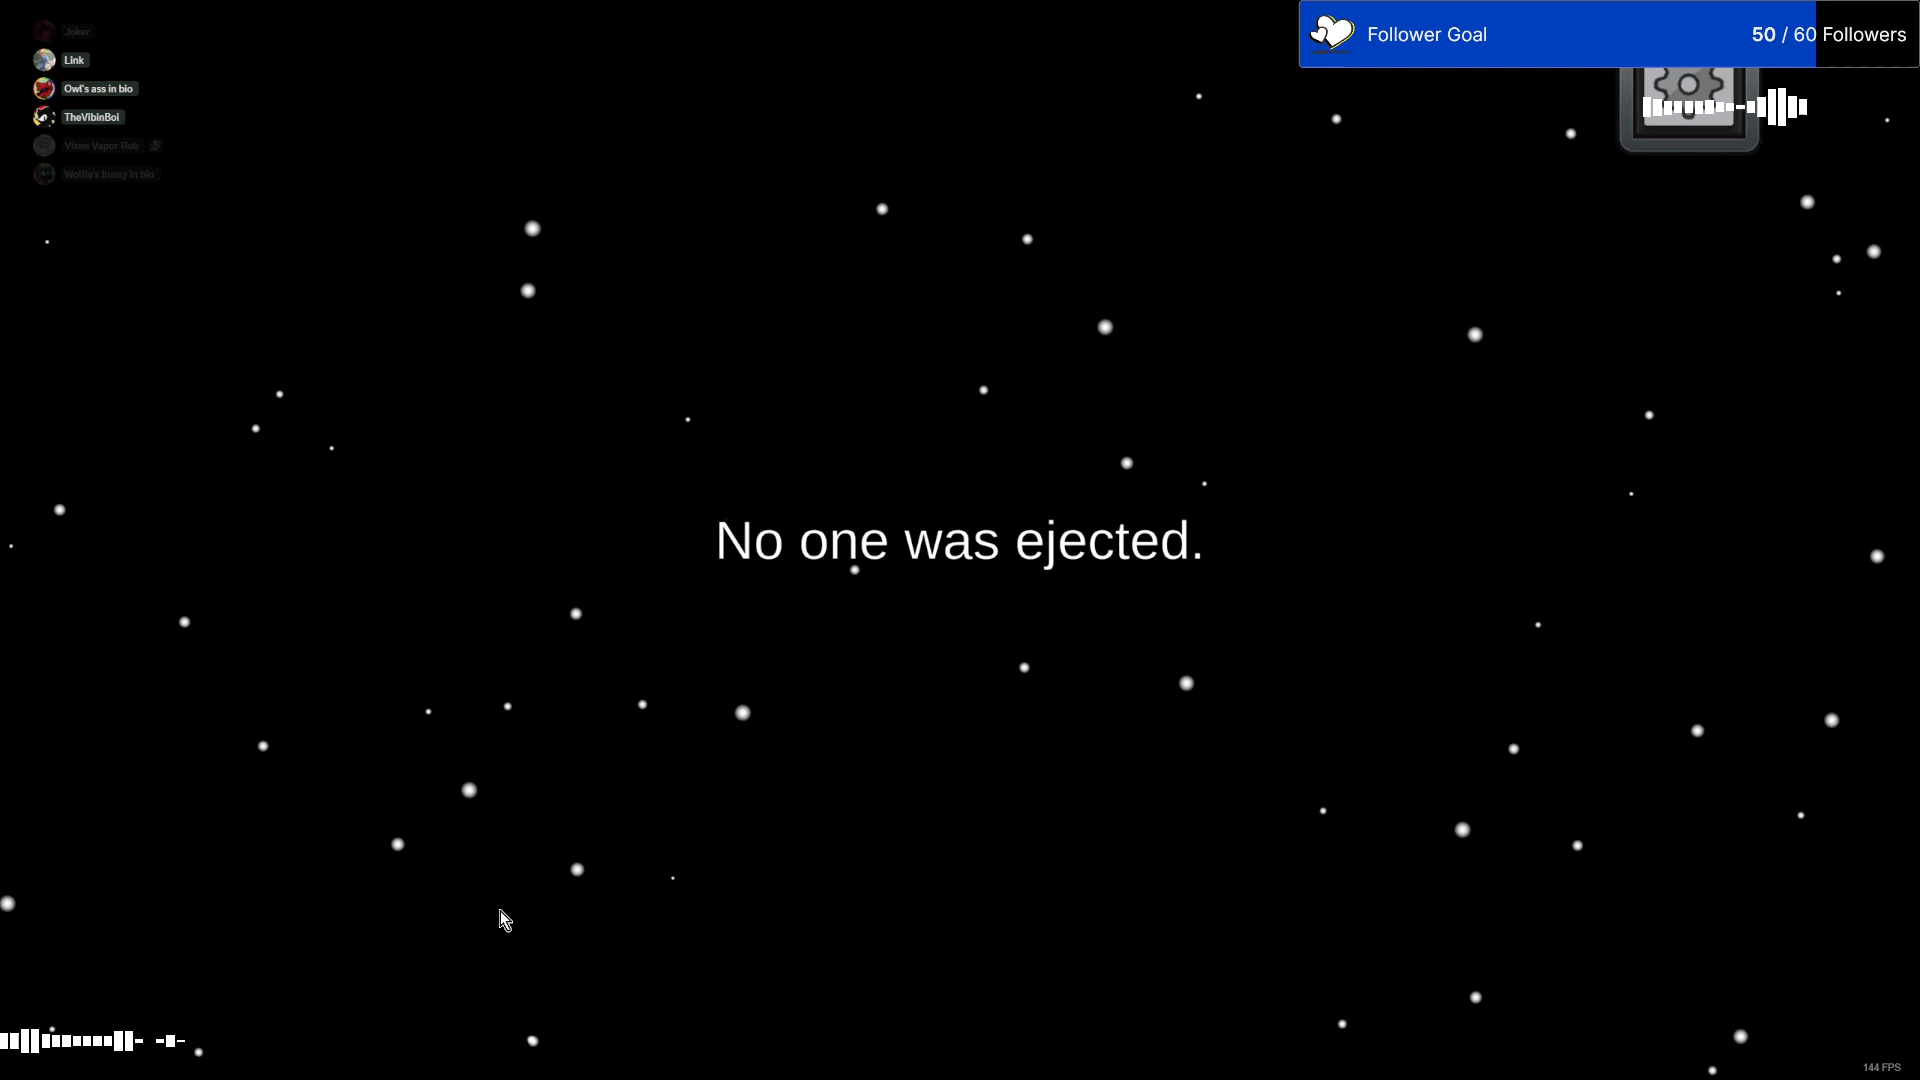 Joker
Link
Owl's ass in bio
TheVibinBoi
Vixen Vapor Rub
Wolfie's bussy in bio
Follower Goal
50 / 60 Followers
No one was ejected.
144 FPS